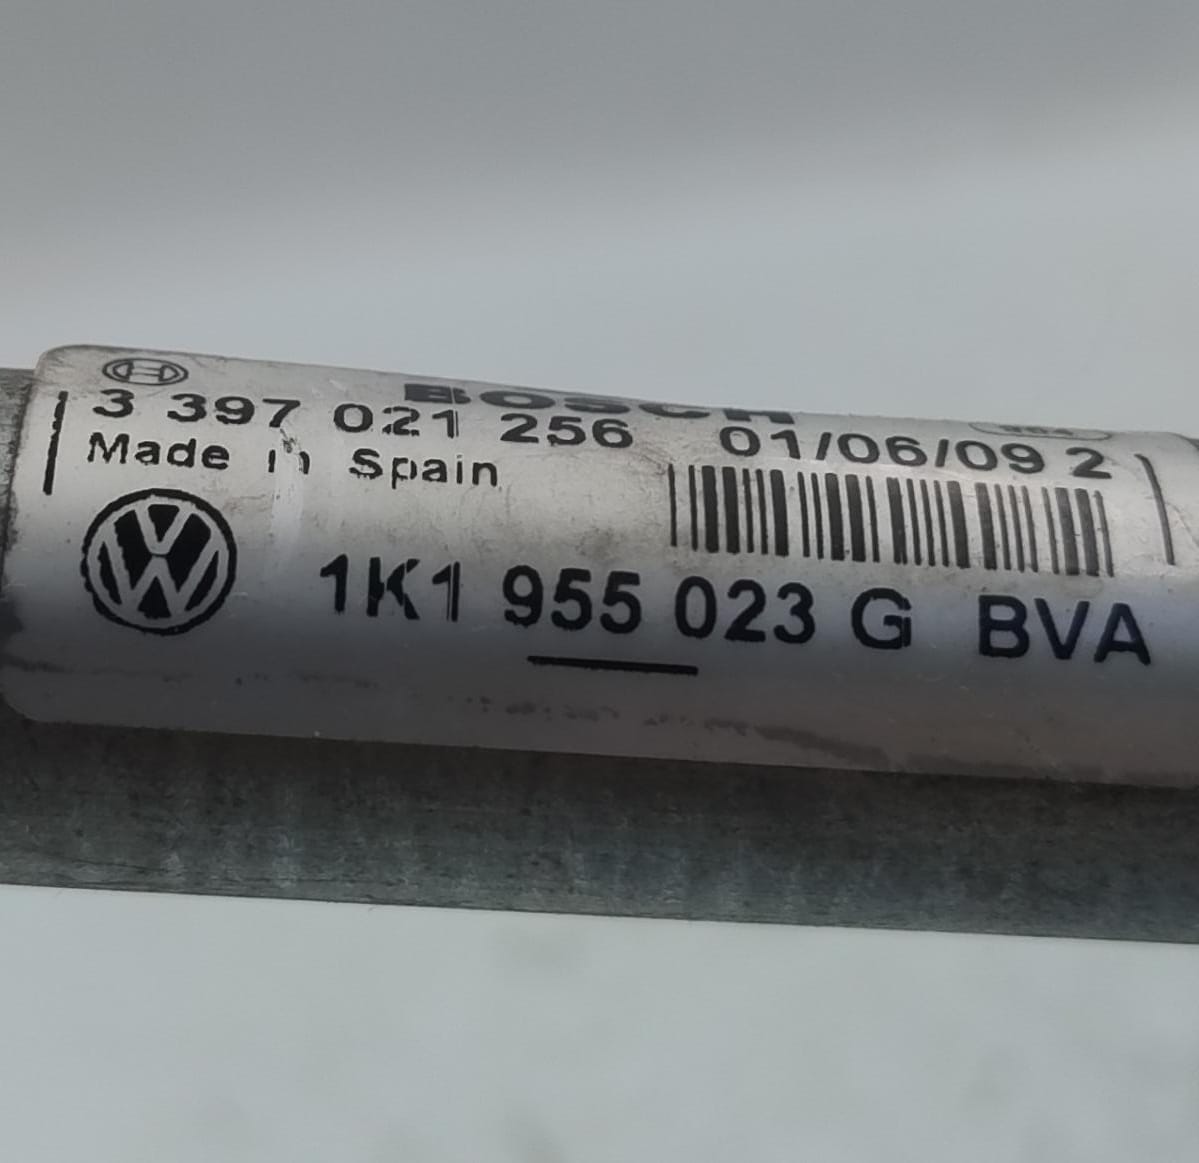 BOSCH
3 397 021 256 01/06/09 2
Made in Spain
1K1 955 023 G BVA